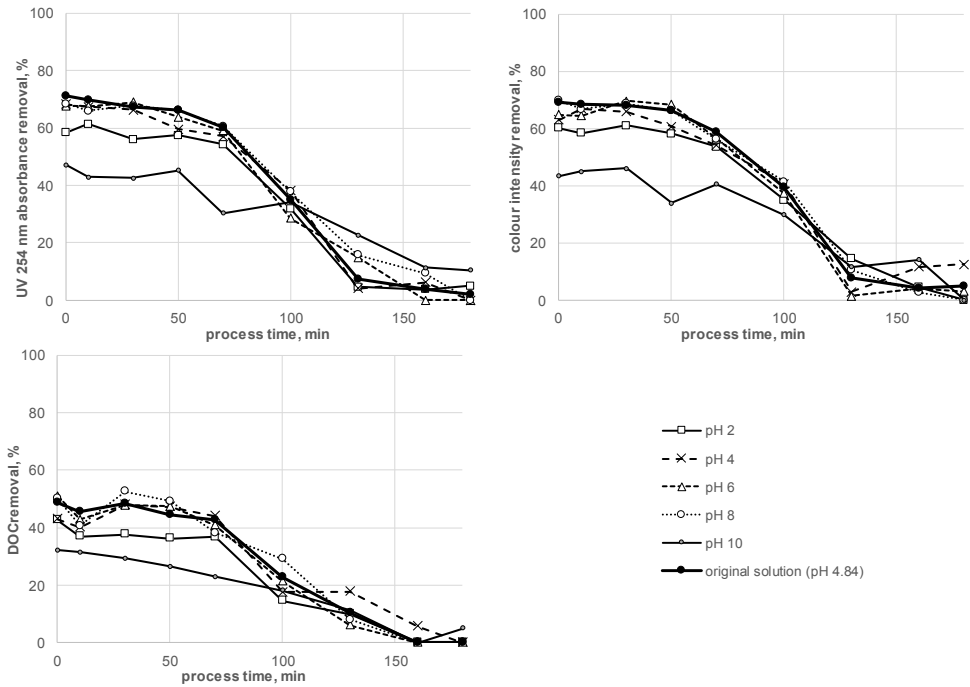 100
80
60
40
20
0
UV 254 nm absorbance removal, %
0 50 100 150
process time, min
100
80
60
40
20
0
colour intensity removal, %
0 50 100 150
process time, min
100
80
60
40
20
0
DOCremoval, %
0 50 100 150
process time, min
pH 2
pH 4
pH 6
pH 8
pH 10
original solution (pH 4.84)